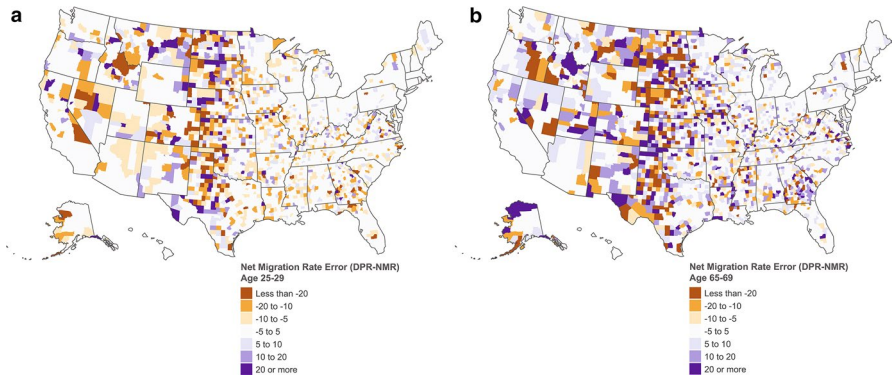 a
b
Net Migration Rate Error (DPR-NMR)
Age 25-29
Less than -20
-20 to -10
-10 to -5
-5 to 5
5 to 10
10 to 20
20 or more
Net Migration Rate Error (DPR-NMR)
Age 65-69
Less than -20
-20 to -10
-10 to -5
-5 to 5
5 to 10
10 to 20
20 or more